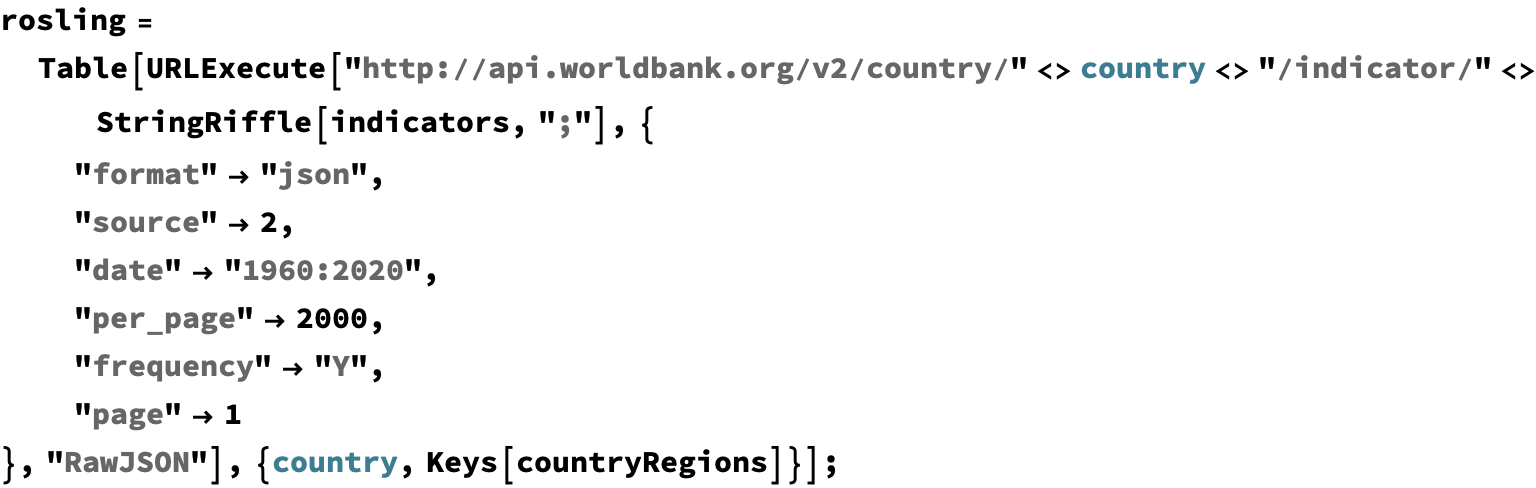 rosling =
Table[URLExecute["http://api.worldbank.org/v2/country/" <> country <> "/indicator/" <>
StringRiffle[indicators, ";"], {
"format" → "json",
"source" → 2,
"date" → "1960:2020",
"per_page" → 2000,
"frequency" → "Y",
"page" → 1
}, "RawJSON"], {country, Keys[countryRegions]}];